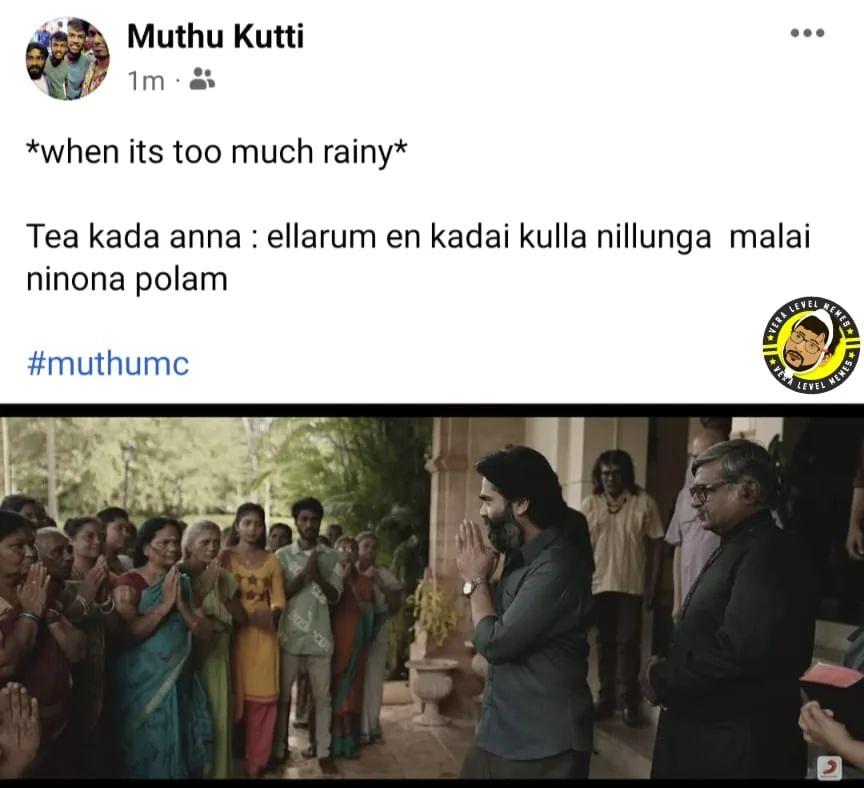 Muthu Kutti
1m
*when its too much rainy*
Tea kada anna : ellarum en kadai kulla nillunga malai
ninona polam
#muthumc
VERA LEVEL MEMES
VERA LEVEL MEMES